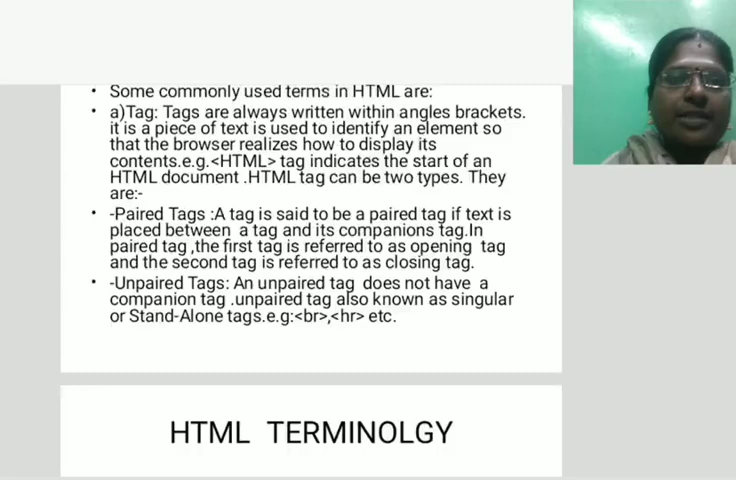 • Some commonly used terms in HTML are:
• a)Tag: Tags are always written within angles brackets.
it is a piece of text is used to identify an element so
that the browser realizes how to display its
contents.e.g.<HTML> tag indicates the start of an
HTML document .HTML tag can be two types. They
are:-
• -Paired Tags :A tag is said to be a paired tag if text is
placed between a tag and its companions tag.In
paired tag ,the first tag is referred to as opening tag
and the second tag is referred to as closing tag.
• -Unpaired Tags: An unpaired tag does not have a
companion tag .unpaired tag also known as singular
or Stand-Alone tags.e.g:<br>,<hr> etc.
HTML TERMINOLGY